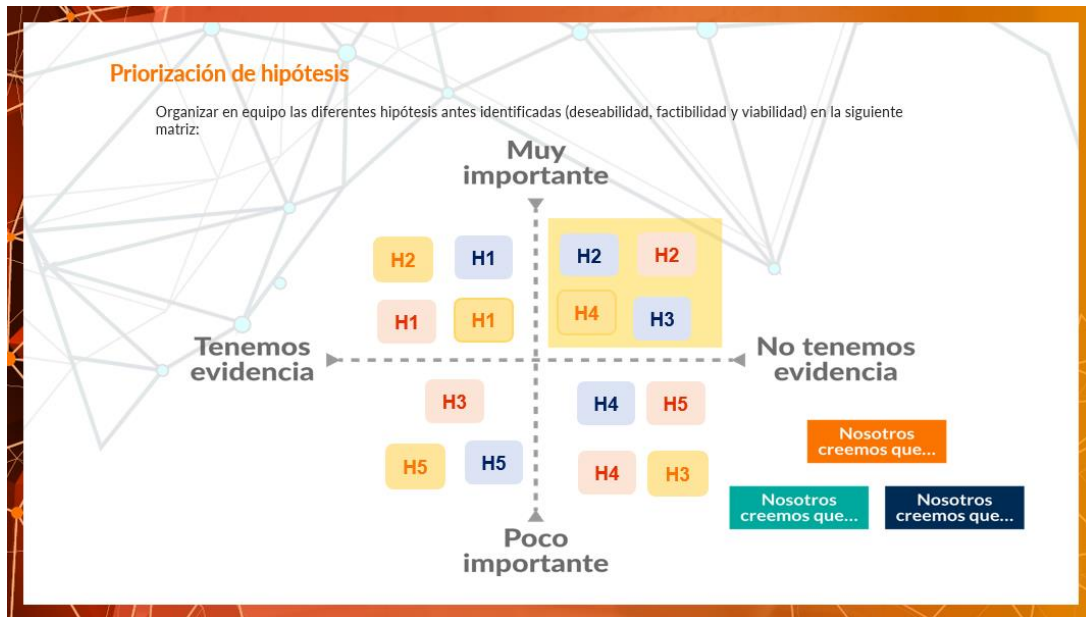 Priorización de hipótesis
Organizar en equipo las diferentes hipótesis antes identificadas (deseabilidad, factibilidad y viabilidad) en la siguiente
matriz:
Muy
importante
H2
H1
H2
H2
H1
H1
H4
H3
Tenemos
evidencia
No tenemos
evidencia
H3
H4
H5
H5
H5
H4
H3
Nosotros
creemos que...
Nosotros
creemos que...
Nosotros
creemos que...
Poco
importante